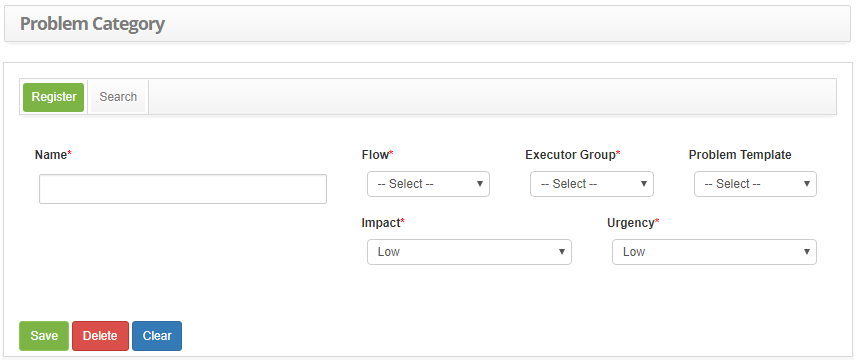 Problem Category
Register Search
Name* Flow* Executor Group* Problem Template
-- Select -- -- Select -- -- Select --
Impact* Urgency*
Low Low
Save Delete Clear